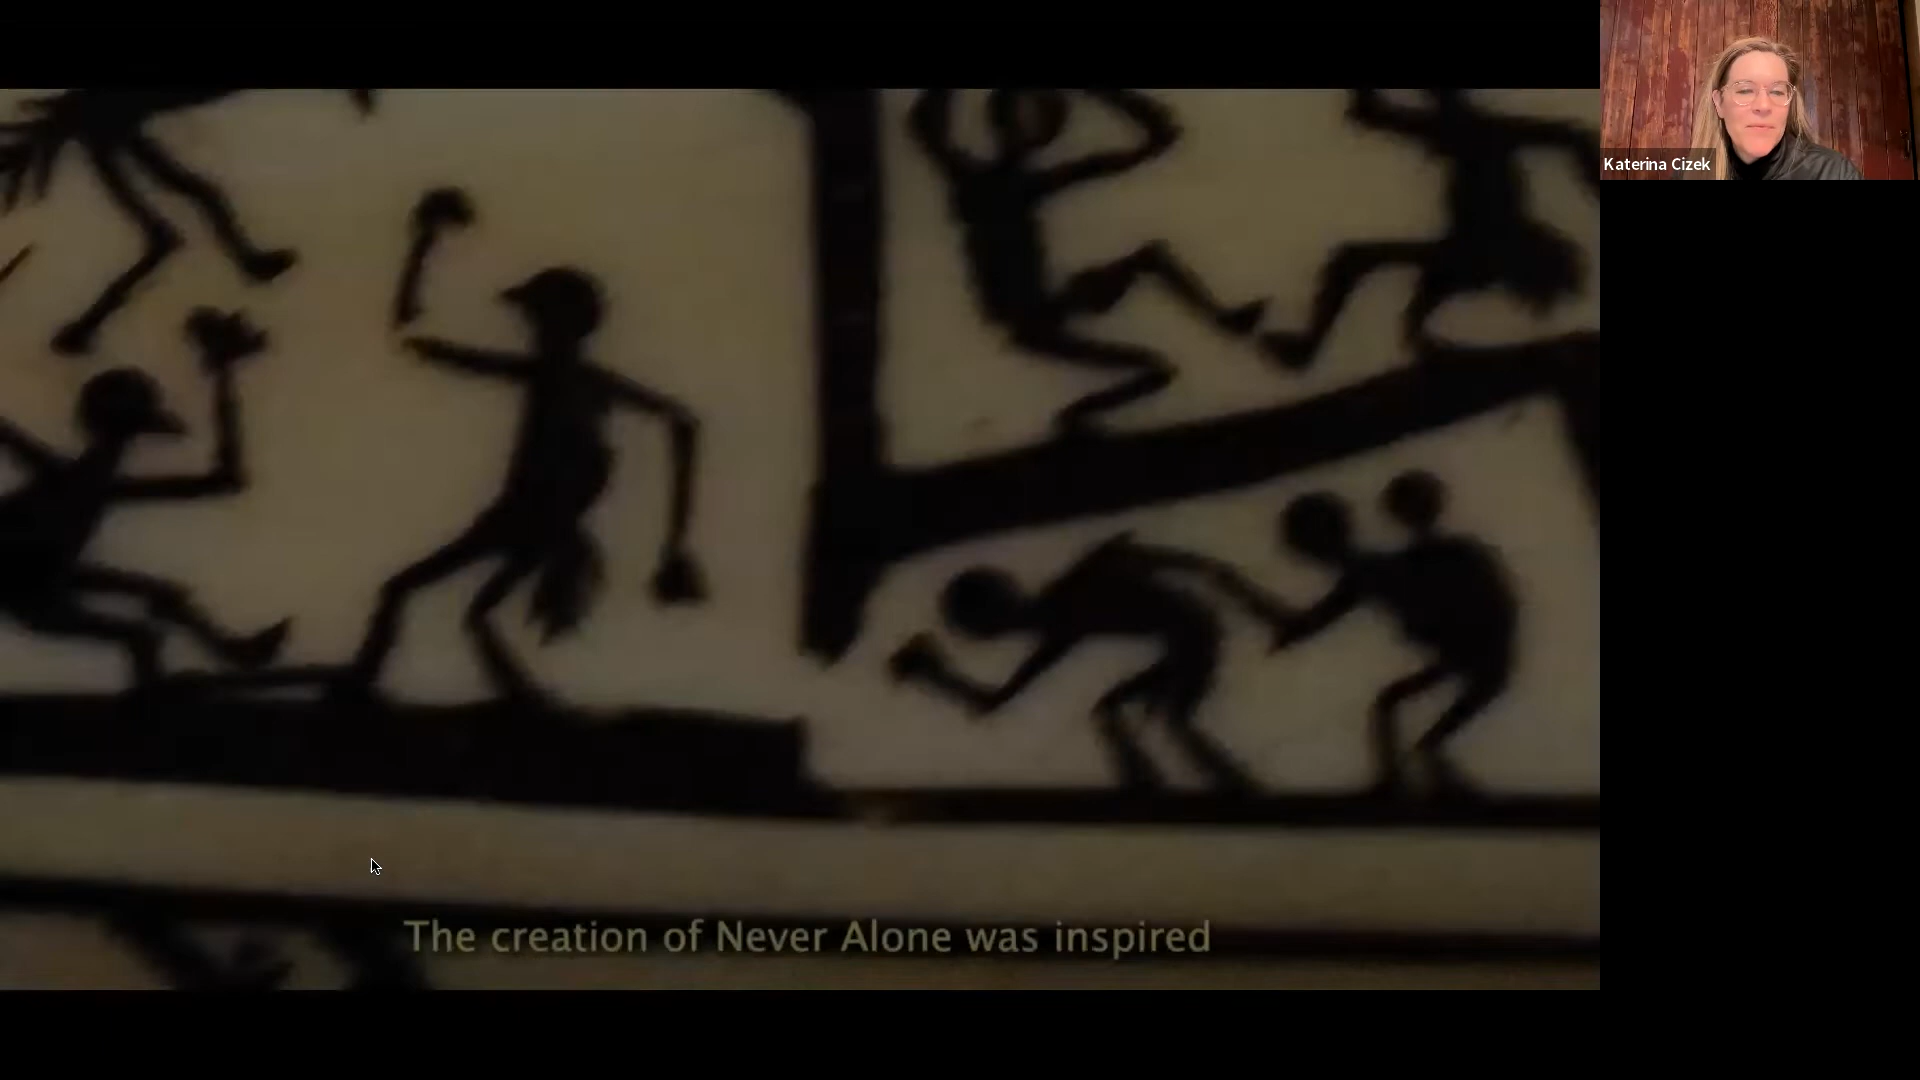 Katerina Cizek
The creation of Never Alone was inspired